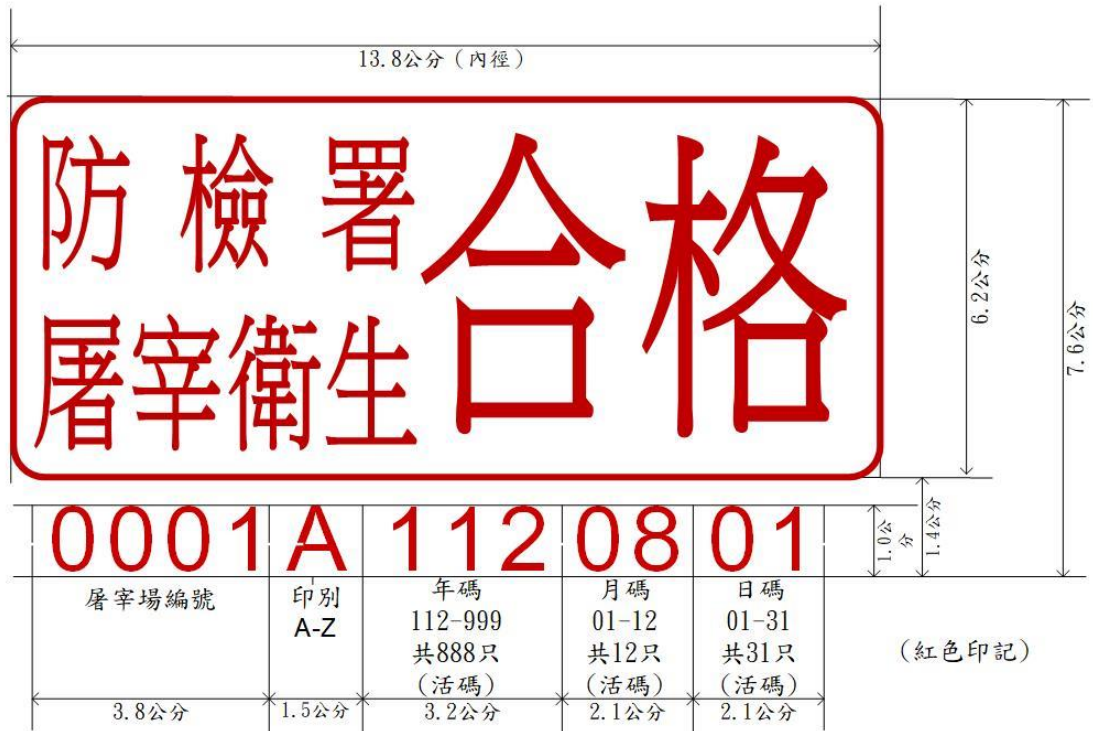 13.8公分（內徑）
防檢署
屠宰衛生
合格
6.2公分
7.6公分
0001A1120801
1.0公分
1.4公分
屠宰場編號
印別
A-Z
年碼
112-999
共888只
（活碼）
月碼
01-12
共12只
（活碼）
日碼
01-31
共31只
（活碼）
（紅色印記）
3.8公分
1.5公分
3.2公分
2.1公分
2.1公分